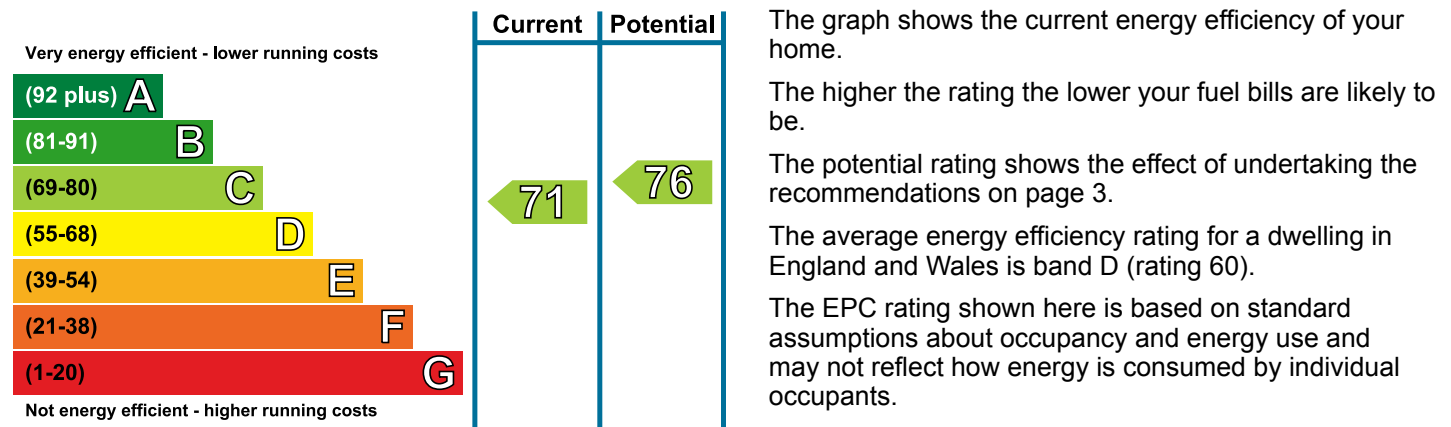 Current Potential
Very energy efficient - lower running costs
(92 plus) A
(81-91) B
(69-80) C
(55-68) D
(39-54) E
(21-38) F
(1-20) G
Not energy efficient - higher running costs
71
76
The graph shows the current energy efficiency of your
home.
The higher the rating the lower your fuel bills are likely to
be.
The potential rating shows the effect of undertaking the
recommendations on page 3.
The average energy efficiency rating for a dwelling in
England and Wales is band D (rating 60).
The EPC rating shown here is based on standard
assumptions about occupancy and energy use and
may not reflect how energy is consumed by individual
occupants.